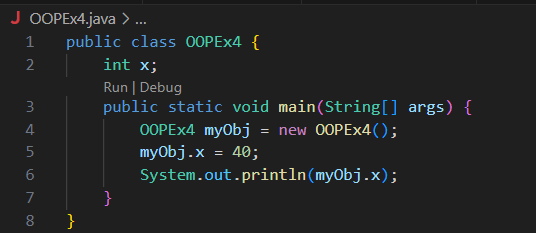 J OOPEx4.java > ...
1 public class OOPEx4 {
2     int x;
Run | Debug
3     public static void main(String[] args) {
4         OOPEx4 myObj = new OOPEx4();
5         myObj.x = 40;
6         System.out.println(myObj.x);
7     }
8 }